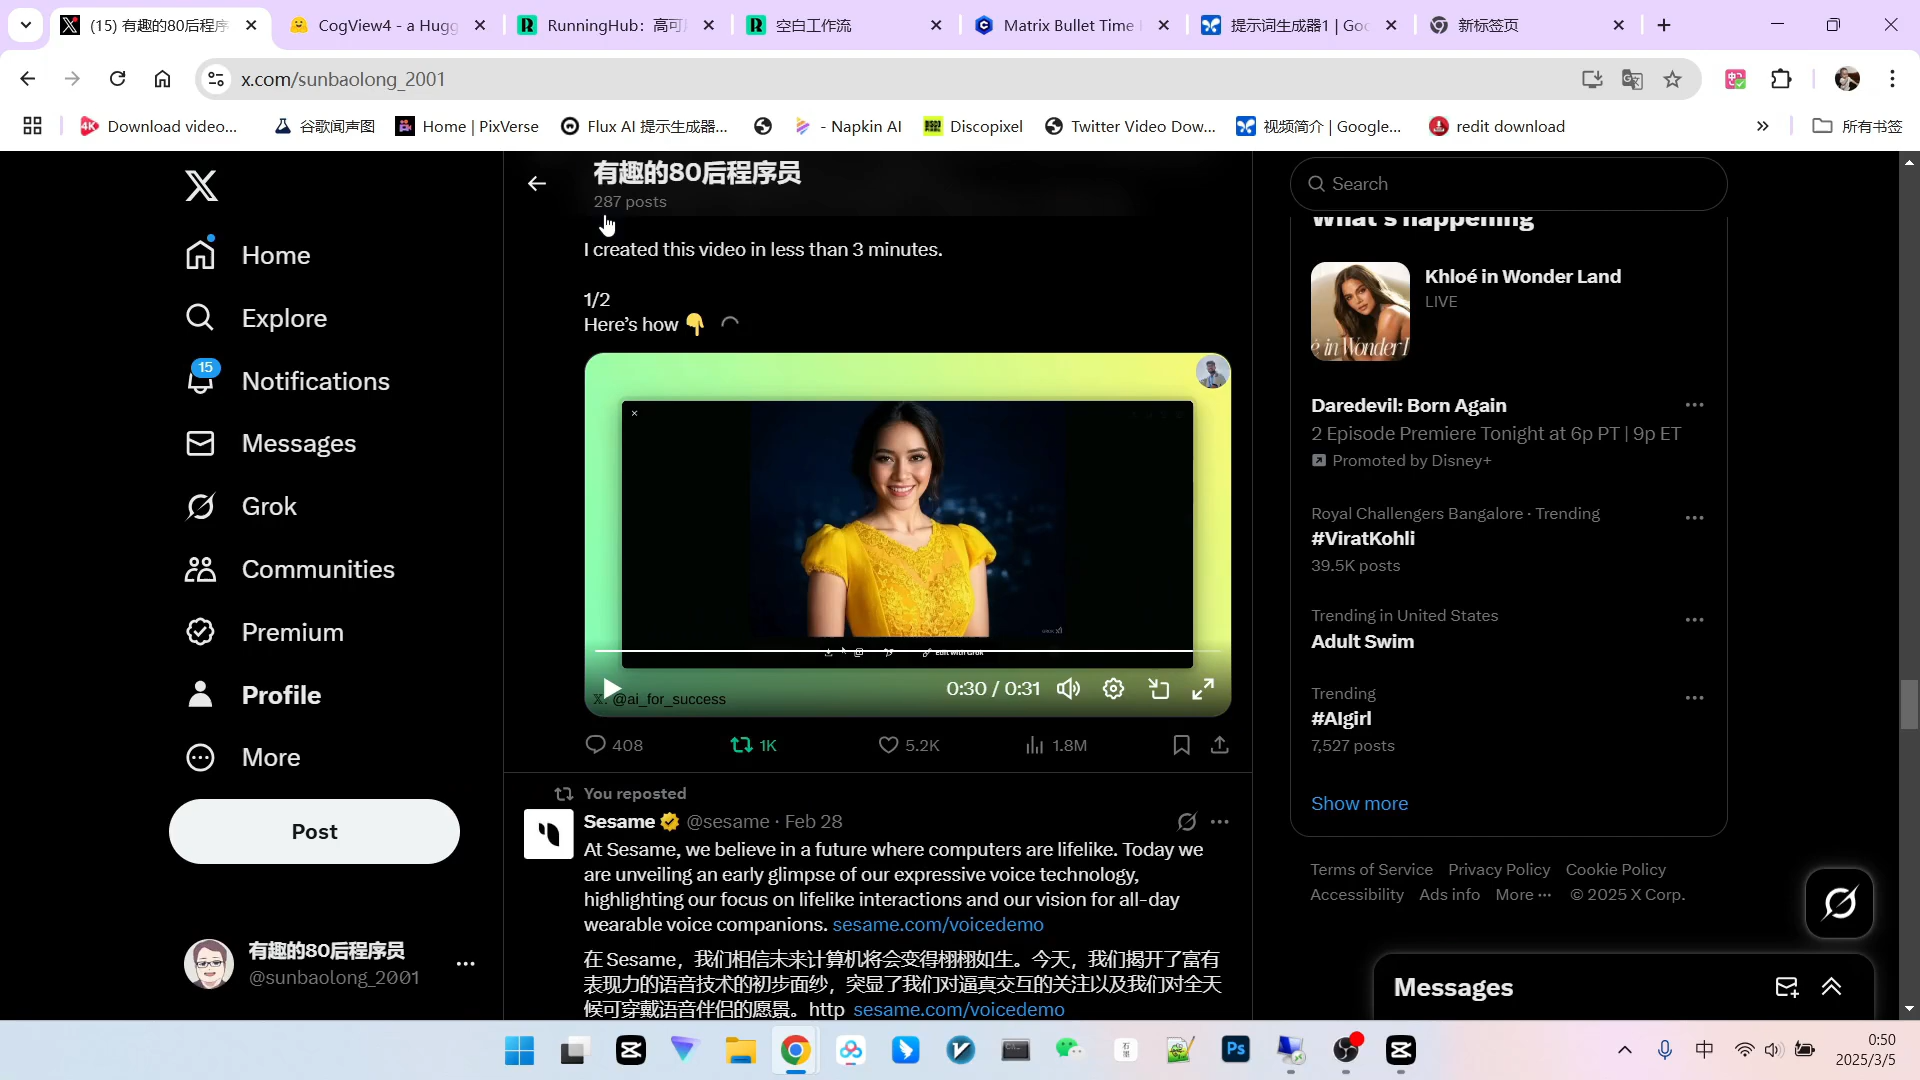 (15) 有趣的80后程序
CogView4 - a Hugg
RunningHub：高可
空白工作流
Matrix Bullet Time
提示词生成器1 | Goo
新标签页
x.com/sunbaolong_2001
Download video...
谷歌闻声图
Home | PixVerse
Flux AI 提示生成器...
- Napkin AI
Discopixel
Twitter Video Dow...
视频简介 | Google...
redit download
所有书签
Home
Explore
15
Notifications
Messages
Grok
Communities
Premium
Profile
More
Post
有趣的80后程序员
@sunbaolong_2001
有趣的80后程序员
287 posts
I created this video in less than 3 minutes.
1/2
Here's how 👇
Edit with Grok
X: @ai_for_success
0:30 / 0:31
408
1K
5.2K
1.8M
You reposted
Sesame @sesame · Feb 28
At Sesame, we believe in a future where computers are lifelike. Today we
are unveiling an early glimpse of our expressive voice technology,
highlighting our focus on lifelike interactions and our vision for all-day
wearable voice companions. sesame.com/voicedemo
在 Sesame，我们相信未来计算机将会变得栩栩如生。今天，我们揭开了富有
表现力的语音技术的初步面纱，突显了我们对逼真交互的关注以及我们对全天
候可穿戴语音伴侣的愿景。http sesame.com/voicedemo
Search
What's happening
Khloé in Wonder Land
LIVE
é in Wonder l
Daredevil: Born Again
2 Episode Premiere Tonight at 6p PT | 9p ET
Promoted by Disney+
Royal Challengers Bangalore · Trending
#ViratKohli
39.5K posts
Trending in United States
Adult Swim
Trending
#AIgirl
7,527 posts
Show more
Terms of Service Privacy Policy Cookie Policy
Accessibility Ads info More ··· © 2025 X Corp.
Messages
Ps
中
0:50
2025/3/5